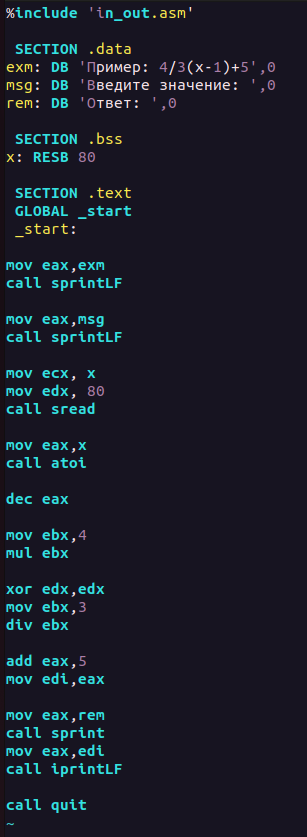 %include 'in_out.asm'
SECTION .data
exm: DB 'Пример: 4/3(x-1)+5',0
msg: DB 'Введите значение: ',0
rem: DB 'Ответ: ',0
SECTION .bss
x: RESB 80
SECTION .text
GLOBAL _start
_start:
mov eax,exm
call sprintLF
mov eax,msg
call sprintLF
mov ecx, x
mov edx, 80
call sread
mov eax,x
call atoi
dec eax
mov ebx,4
mul ebx
xor edx,edx
mov ebx,3
div ebx
add eax,5
mov edi,eax
mov eax,rem
call sprint
mov eax,edi
call iprintLF
call quit
~